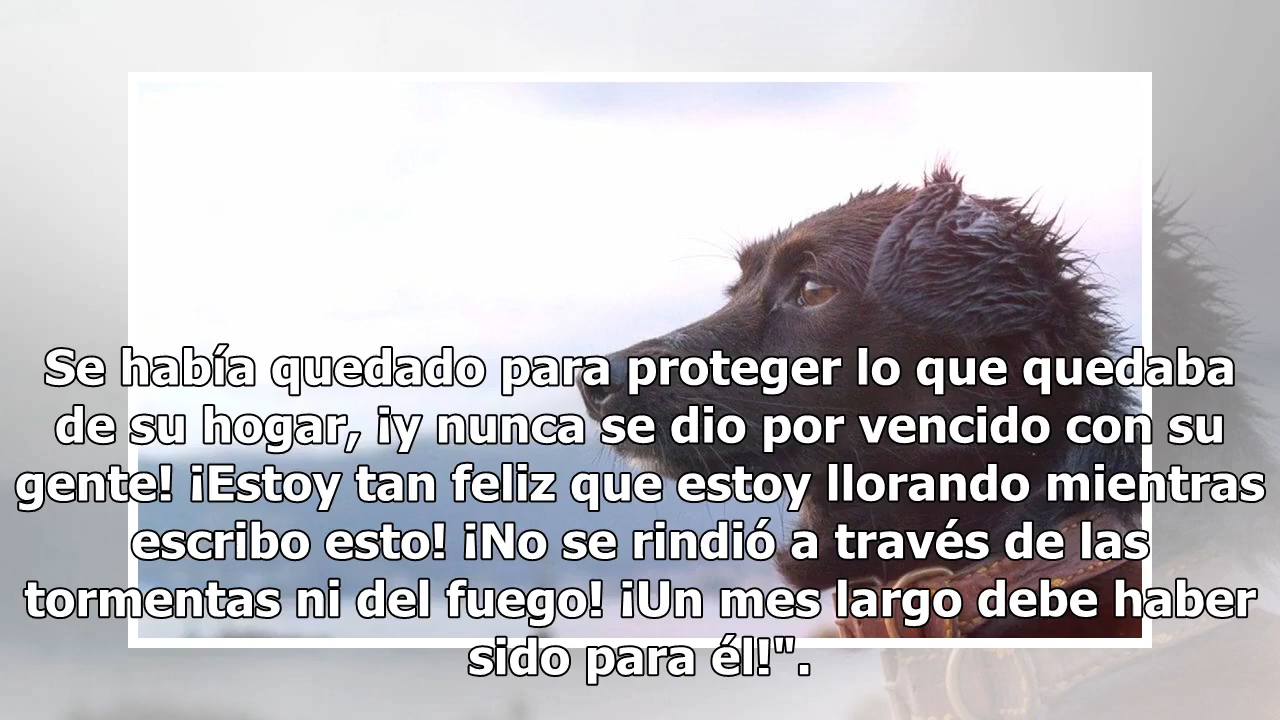 Se había quedado para proteger lo que quedaba
de su hogar, ¡y nunca se dio por vencido con su
gente! ¡Estoy tan feliz que estoy llorando mientras
escribo esto! ¡No se rindió a través de las
tormentas ni del fuego! ¡Un mes largo debe haber
sido para él!".